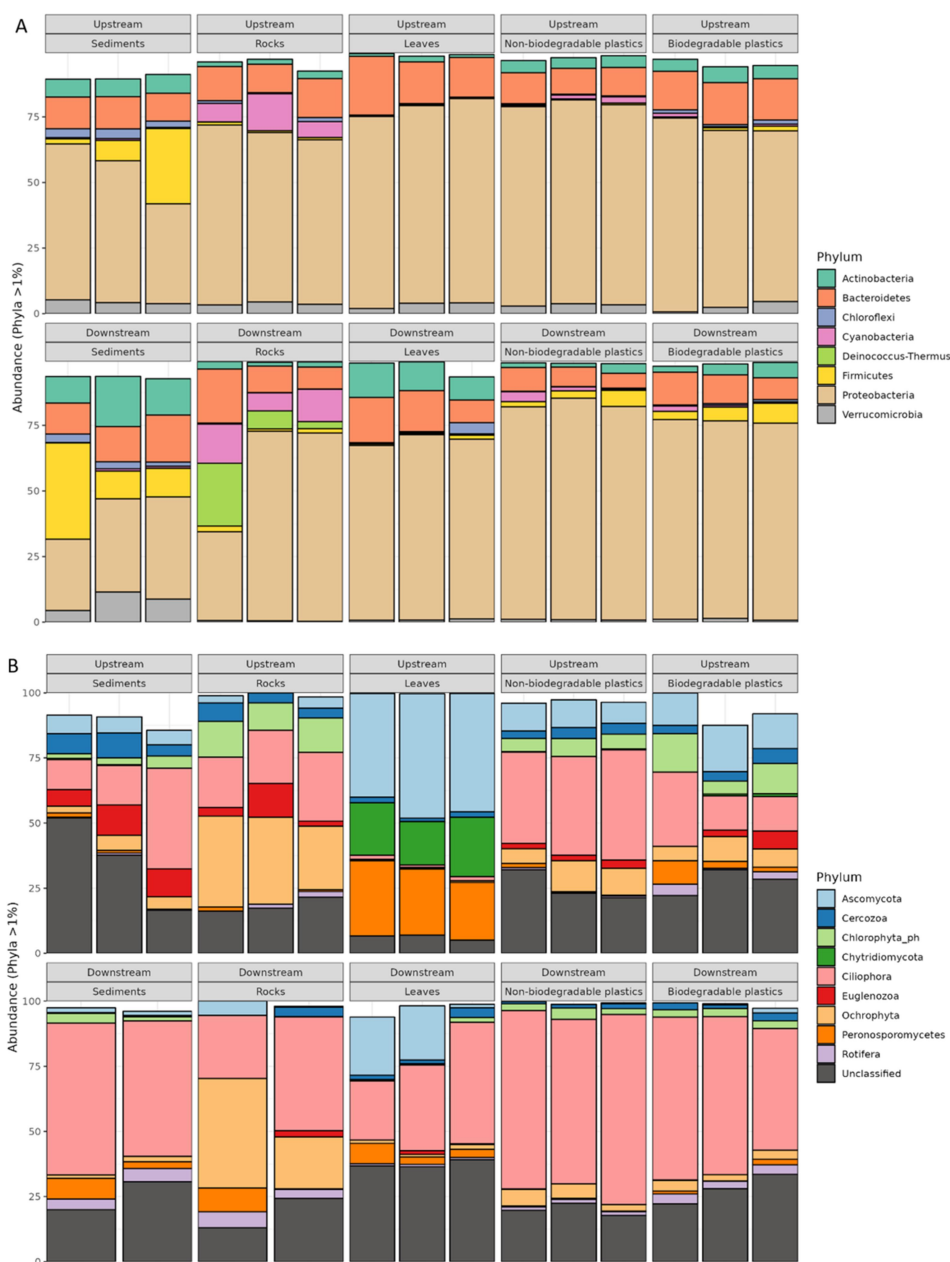 A
Upstream Upstream Upstream Upstream Upstream
Sediments Rocks Leaves Non-biodegradable plastics Biodegradable plastics
75
50
25
0
Downstream Downstream Downstream Downstream Downstream
Sediments Rocks Leaves Non-biodegradable plastics Biodegradable plastics
75
50
25
0
Abundance (Phyla >1%)
Phylum
Actinobacteria
Bacteroidetes
Chloroflexi
Cyanobacteria
Deinococcus-Thermus
Firmicutes
Proteobacteria
Verrucomicrobia
B
Upstream Upstream Upstream Upstream Upstream
Sediments Rocks Leaves Non-biodegradable plastics Biodegradable plastics
100
75
50
25
0
Downstream Downstream Downstream Downstream Downstream
Sediments Rocks Leaves Non-biodegradable plastics Biodegradable plastics
100
75
50
25
0
Abundance (Phyla >1%)
Phylum
Ascomycota
Cercozoa
Chlorophyta_ph
Chytridiomycota
Ciliophora
Euglenozoa
Ochrophyta
Peronosporomycetes
Rotifera
Unclassified